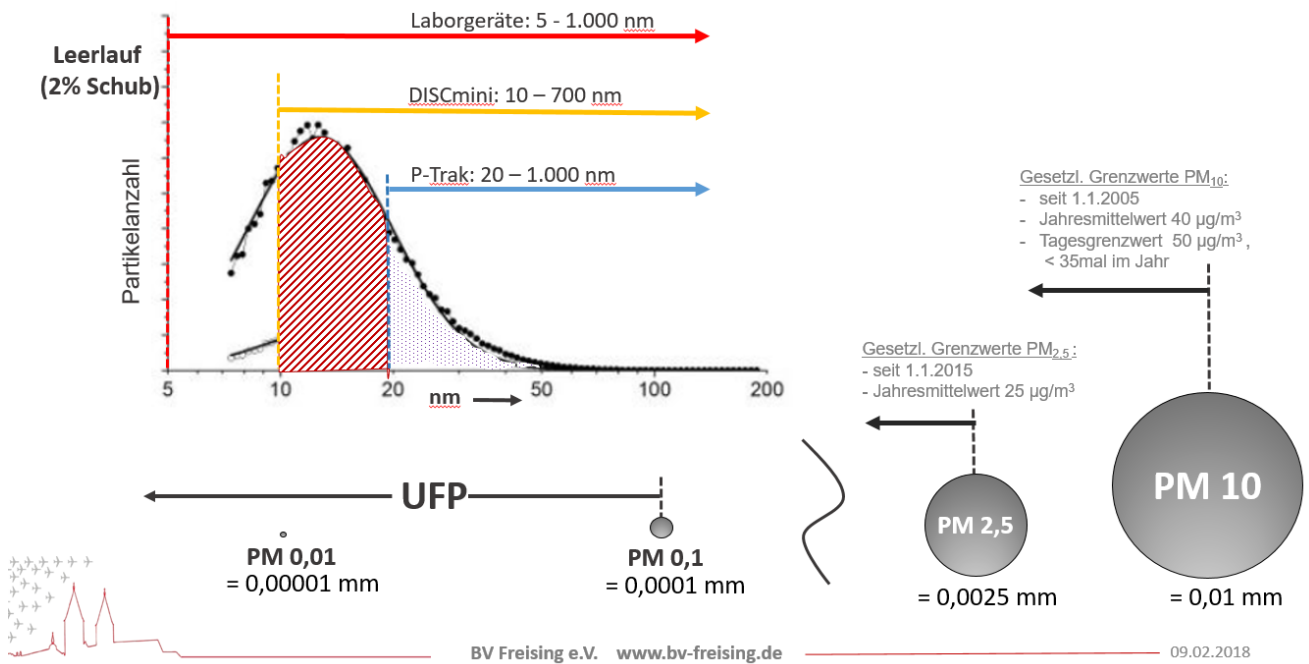 Laborgeräte: 5 - 1.000 nm
Leerlauf
(2% Schub)
DISCmini: 10 – 700 nm
P-Trak: 20 – 1.000 nm
Partikelanzahl
5 10 20 50 100 200
nm
Gesetzl. Grenzwerte PM10:
- seit 1.1.2005
- Jahresmittelwert 40 µg/m³
- Tagesgrenzwert 50 µg/m³ ,
< 35mal im Jahr
Gesetzl. Grenzwerte PM2,5:
- seit 1.1.2015
- Jahresmittelwert 25 µg/m³
UFP
PM 10
PM 2,5
PM 0,01
= 0,00001 mm
PM 0,1
= 0,0001 mm
= 0,0025 mm
= 0,01 mm
BV Freising e.V. www.bv-freising.de
09.02.2018